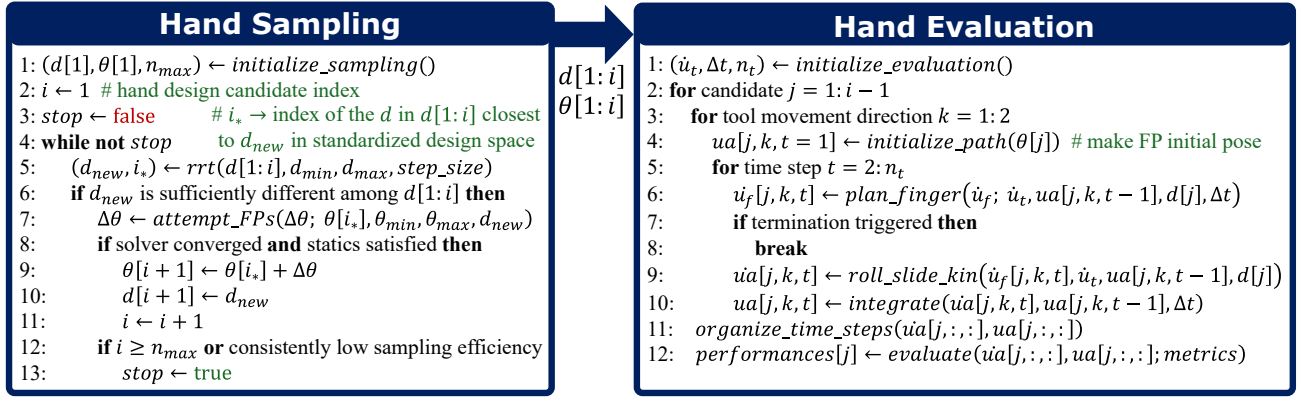 Hand Sampling
1: (d[1], θ[1], n_max) ← initialize_sampling()
2: i ← 1 # hand design candidate index
3: stop ← false # i_* → index of the d in d[1: i] closest
4: while not stop to d_new in standardized design space
5: (d_new, i_*) ← rrt(d[1: i], d_min, d_max, step_size)
6: if d_new is sufficiently different among d[1: i] then
7: Δθ ← attempt_FPs(Δθ; θ[i_*], θ_min, θ_max, d_new)
8: if solver converged and statics satisfied then
9: θ[i + 1] ← θ[i_*] + Δθ
10: d[i + 1] ← d_new
11: i ← i + 1
12: if i ≥ n_max or consistently low sampling efficiency
13: stop ← true
d[1: i]
θ[1: i]
Hand Evaluation
1: (u̇_t, Δt, n_t) ← initialize_evaluation()
2: for candidate j = 1: i − 1
3: for tool movement direction k = 1: 2
4: ua[j, k, t = 1] ← initialize_path(θ[j]) # make FP initial pose
5: for time step t = 2: n_t
6: u̇_f[j, k, t] ← plan_finger(u̇_f; u̇_t, ua[j, k, t − 1], d[j], Δt)
7: if termination triggered then
8: break
9: u̇a[j, k, t] ← roll_slide_kin(u̇_f[j, k, t], u̇_t, ua[j, k, t − 1], d[j])
10: ua[j, k, t] ← integrate(u̇a[j, k, t], ua[j, k, t − 1], Δt)
11: organize_time_steps(u̇a[j, : , : ], ua[j, : , : ])
12: performances[j] ← evaluate(u̇a[j, : , : ], ua[j, : , : ]; metrics)